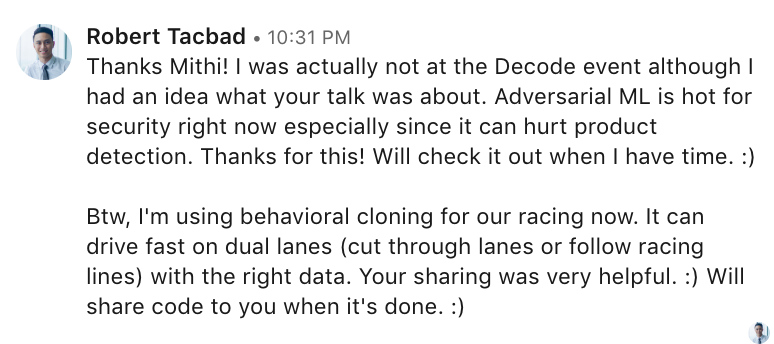 Robert Tacbad • 10:31 PM
Thanks Mithi! I was actually not at the Decode event although I
had an idea what your talk was about. Adversarial ML is hot for
security right now especially since it can hurt product
detection. Thanks for this! Will check it out when I have time. :)
Btw, I'm using behavioral cloning for our racing now. It can
drive fast on dual lanes (cut through lanes or follow racing
lines) with the right data. Your sharing was very helpful. :) Will
share code to you when it's done. :)